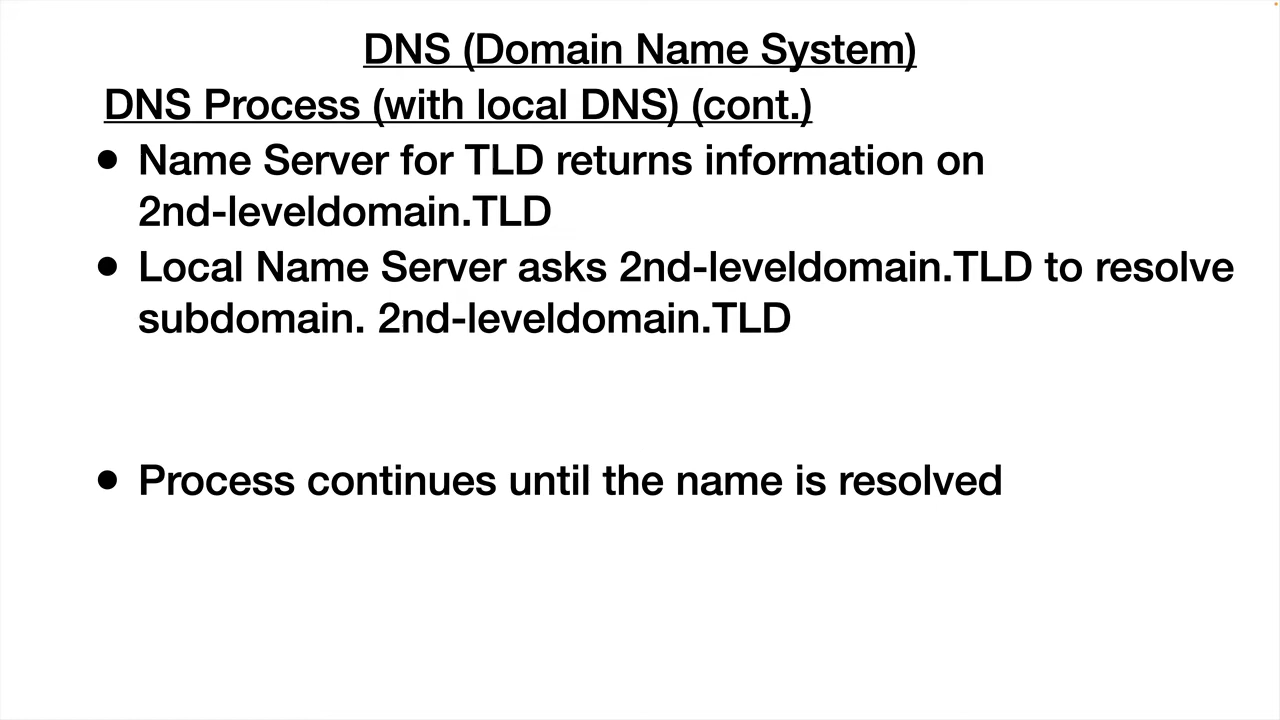 DNS (Domain Name System)
DNS Process (with local DNS) (cont.)
• Name Server for TLD returns information on
2nd-leveldomain.TLD
• Local Name Server asks 2nd-leveldomain.TLD to resolve
subdomain. 2nd-leveldomain.TLD
• Process continues until the name is resolved